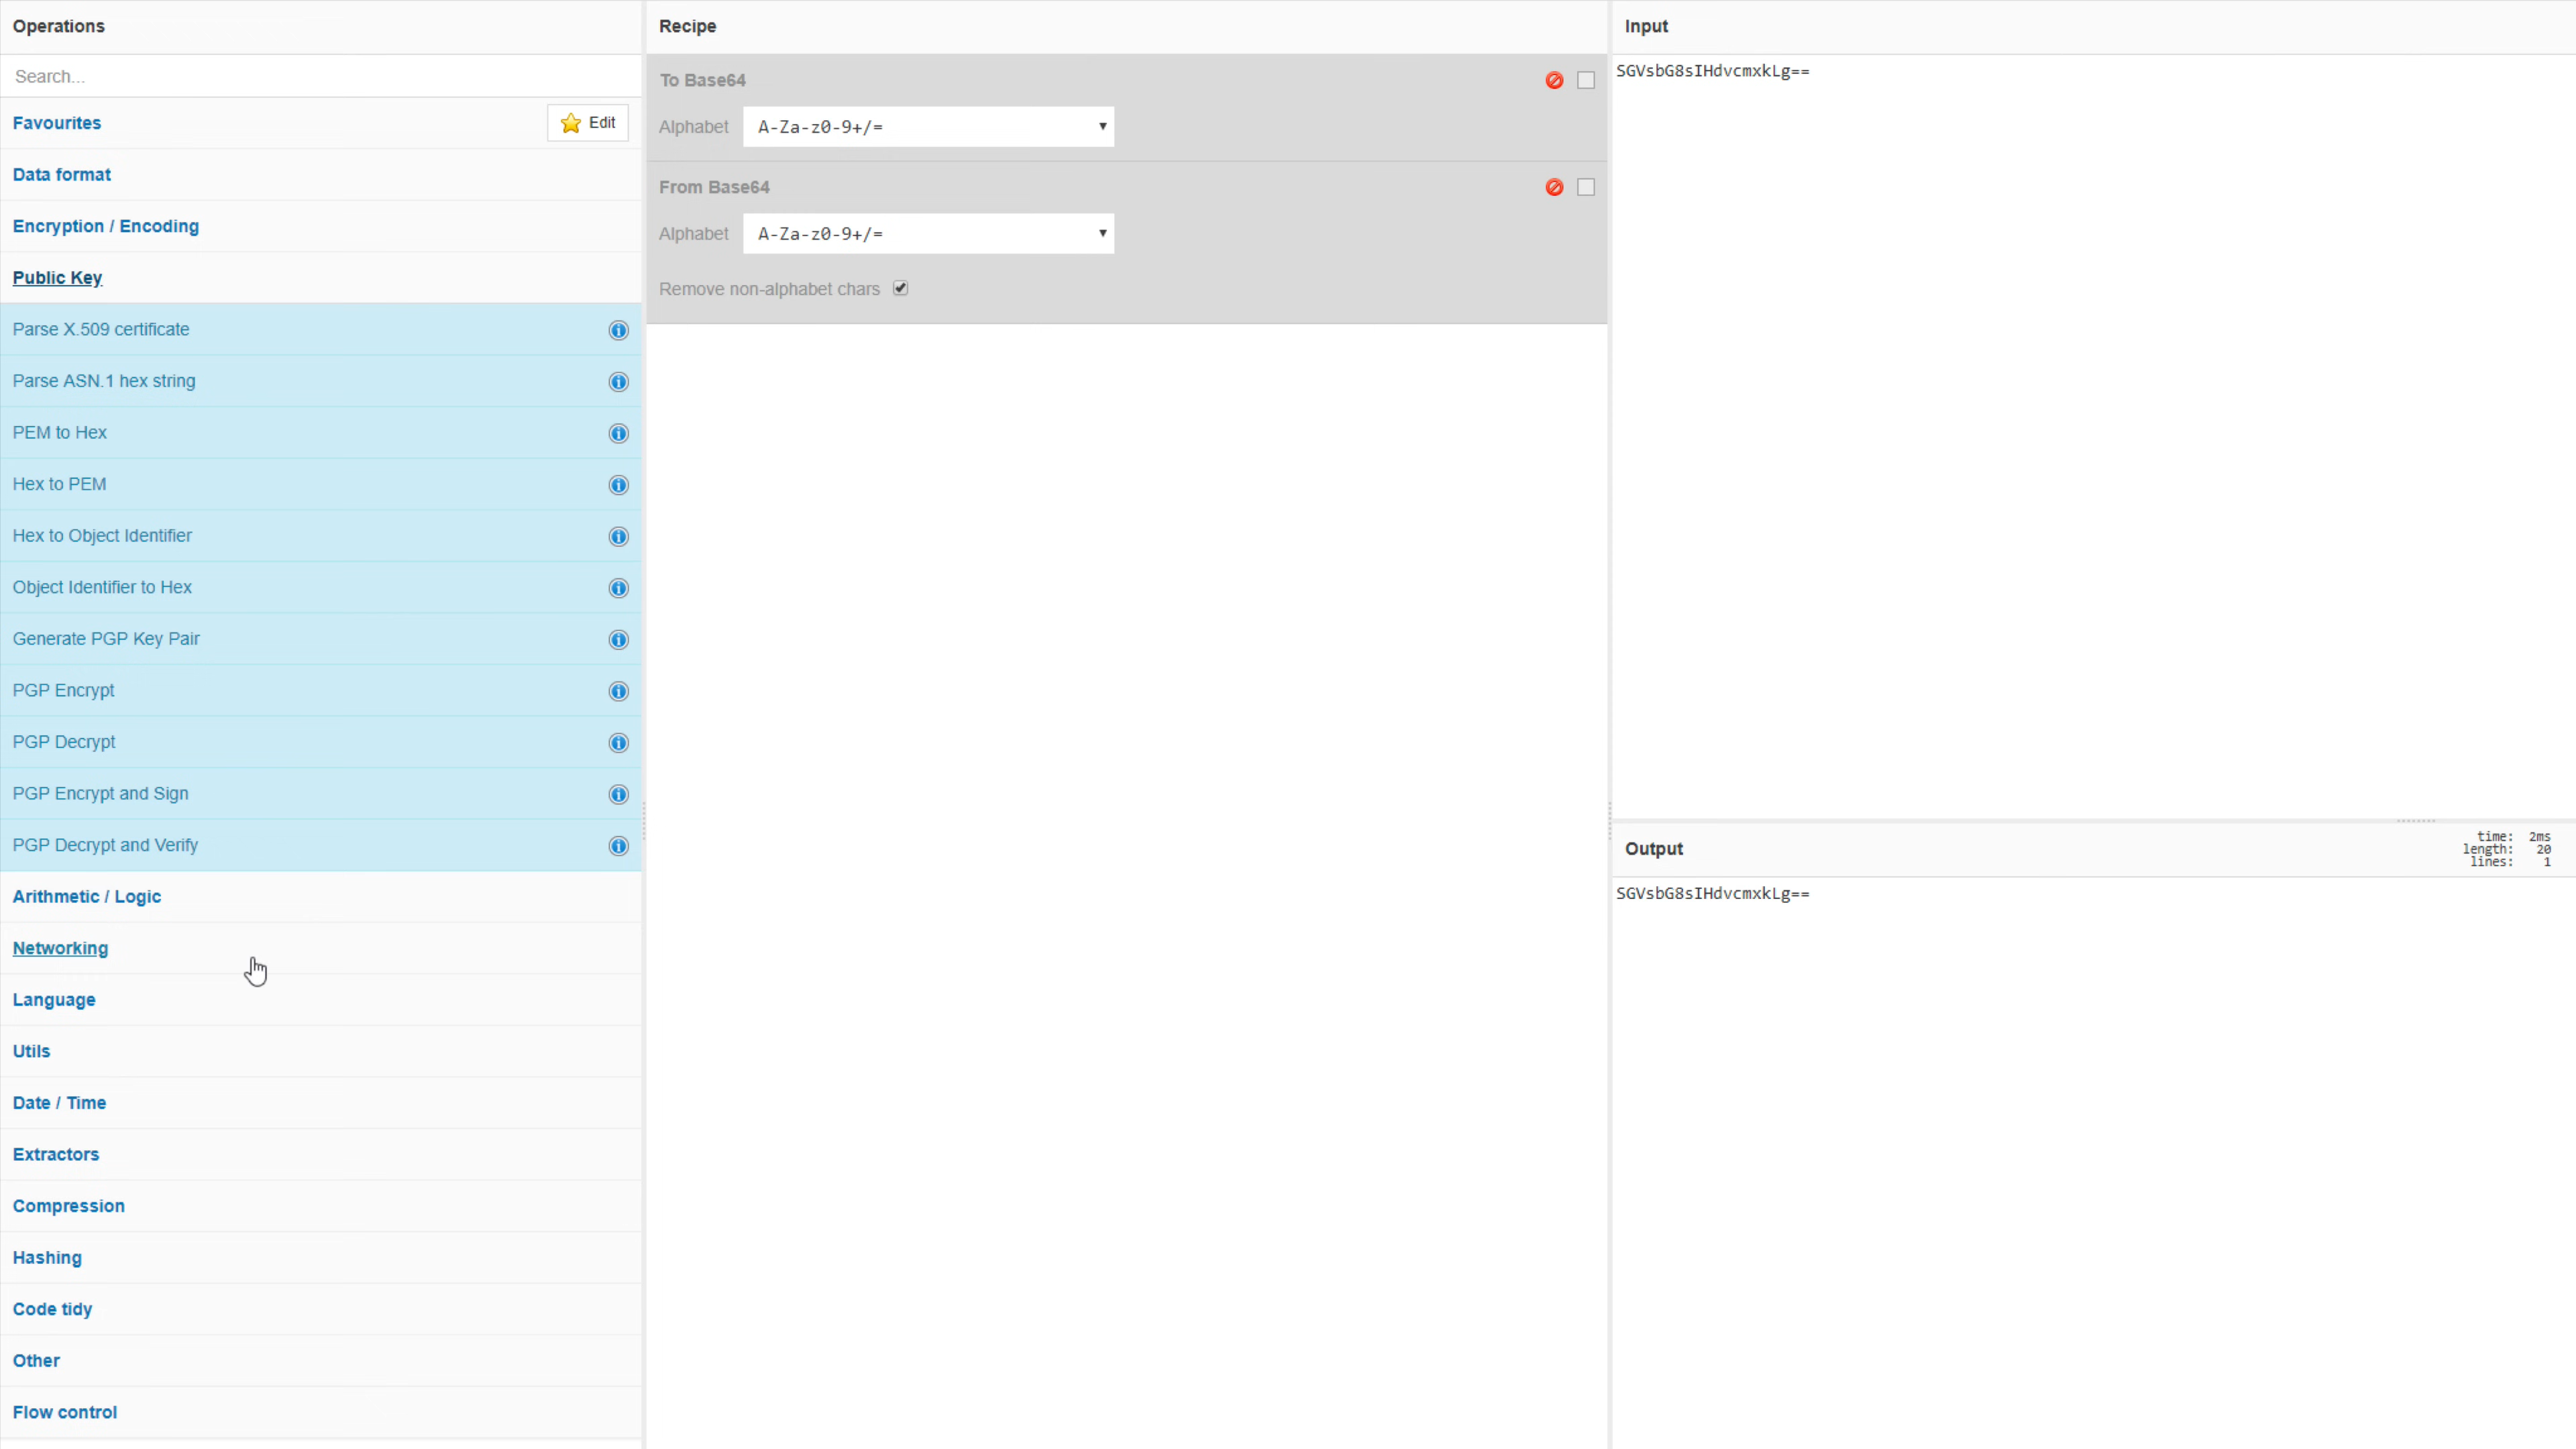 Operations
Search...
Favourites
Edit
Data format
Encryption / Encoding
Public Key
Parse X.509 certificate
Parse ASN.1 hex string
PEM to Hex
Hex to PEM
Hex to Object Identifier
Object Identifier to Hex
Generate PGP Key Pair
PGP Encrypt
PGP Decrypt
PGP Encrypt and Sign
PGP Decrypt and Verify
Arithmetic / Logic
Networking
Language
Utils
Date / Time
Extractors
Compression
Hashing
Code tidy
Other
Flow control
Recipe
To Base64
Alphabet A-Za-z0-9+/=
From Base64
Alphabet A-Za-z0-9+/=
Remove non-alphabet chars
Input
SGVsbG8sIHdvcmxkLg==
Output
time: 2ms
length: 20
lines: 1
SGVsbG8sIHdvcmxkLg==